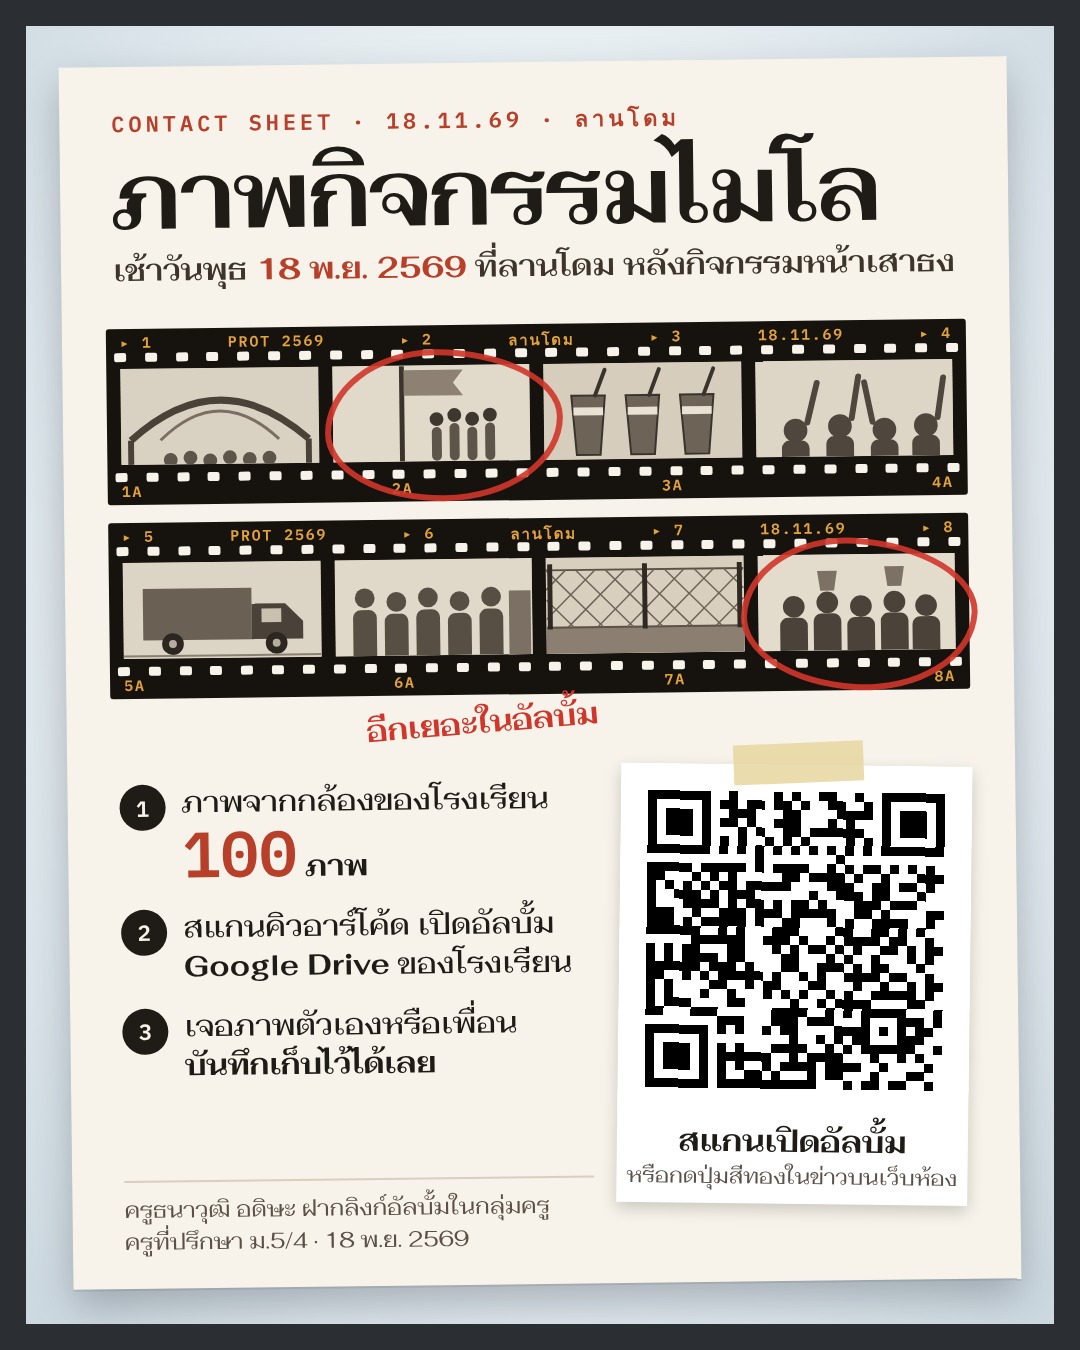 CONTACT SHEET · 18.11.69 · ลานโดม
ภาพกิจกรรมไมโล
เช้าวันพุธ 18 พ.ย. 2569 ที่ลานโดม หลังกิจกรรมหน้าเสาธง
▸ 1 PROT 2569 ▸ 2 ลานโดม ▸ 3 18.11.69 ▸ 4
1A 2A 3A 4A
▸ 5 PROT 2569 ▸ 6 ลานโดม ▸ 7 18.11.69 ▸ 8
5A 6A 7A 8A
อีกเยอะในอัลบั้ม
1 ภาพจากกล้องของโรงเรียน
100 ภาพ
2 สแกนคิวอาร์โค้ด เปิดอัลบั้ม
Google Drive ของโรงเรียน
3 เจอภาพตัวเองหรือเพื่อน
บันทึกเก็บไว้ได้เลย
สแกนเปิดอัลบั้ม
หรือกดปุ่มสีทองในข่าวบนเว็บห้อง
ครูธนาวุฒิ อดิษะ ฝากลิงก์อัลบั้มในกลุ่มครู
ครูที่ปรึกษา ม.5/4 · 18 พ.ย. 2569